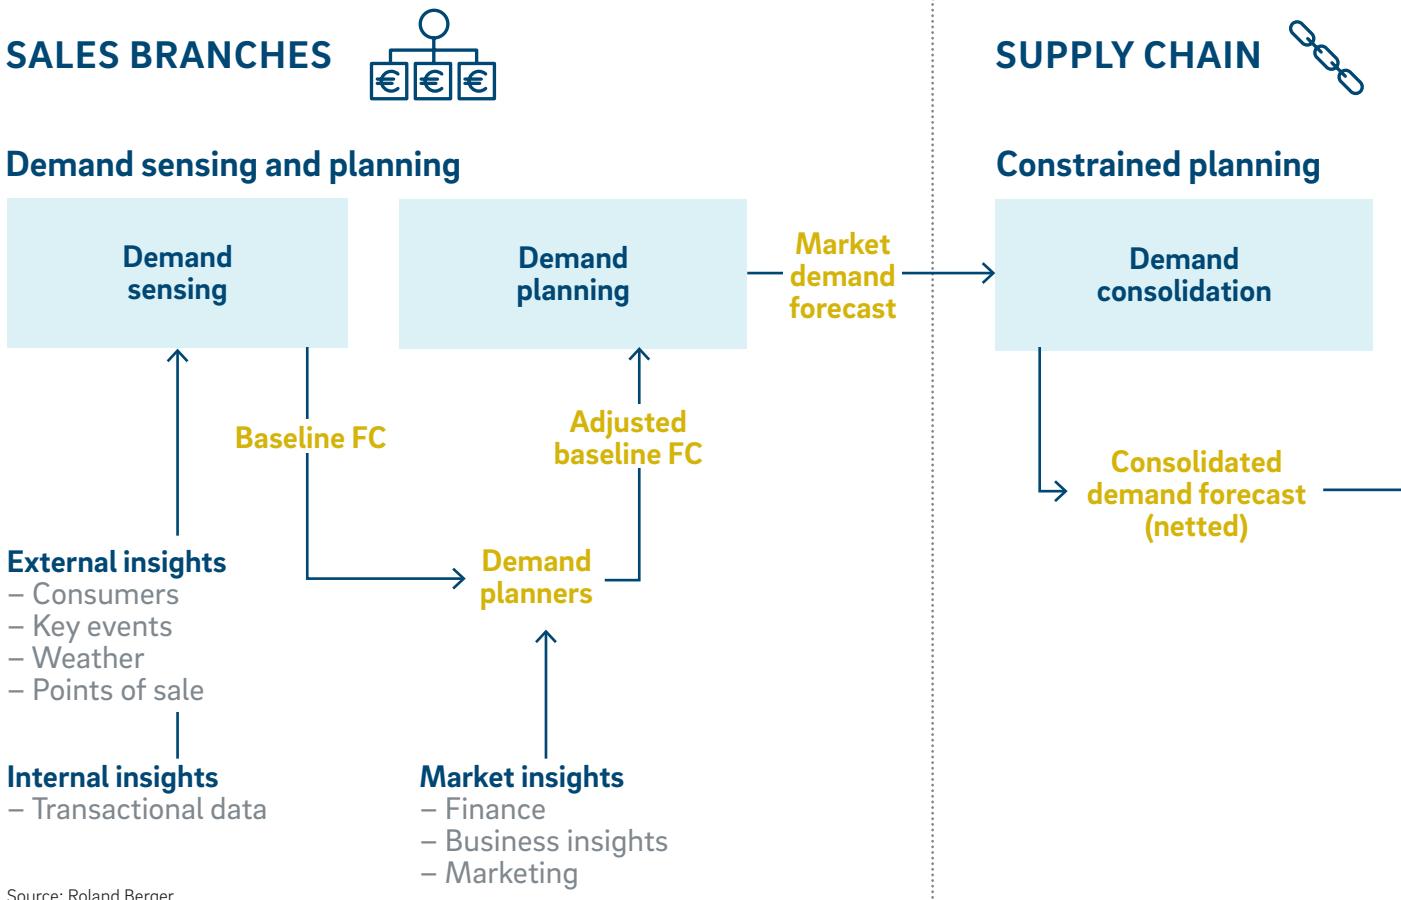 SALES BRANCHES
€ € €
SUPPLY CHAIN
Demand sensing and planning
Constrained planning
Demand
sensing
Demand
planning
Market
demand
forecast
Demand
consolidation
Baseline FC
Adjusted
baseline FC
Consolidated
demand forecast
(netted)
Demand
planners
External insights
– Consumers
– Key events
– Weather
– Points of sale
Internal insights
– Transactional data
Market insights
– Finance
– Business insights
– Marketing
Source: Roland Berger